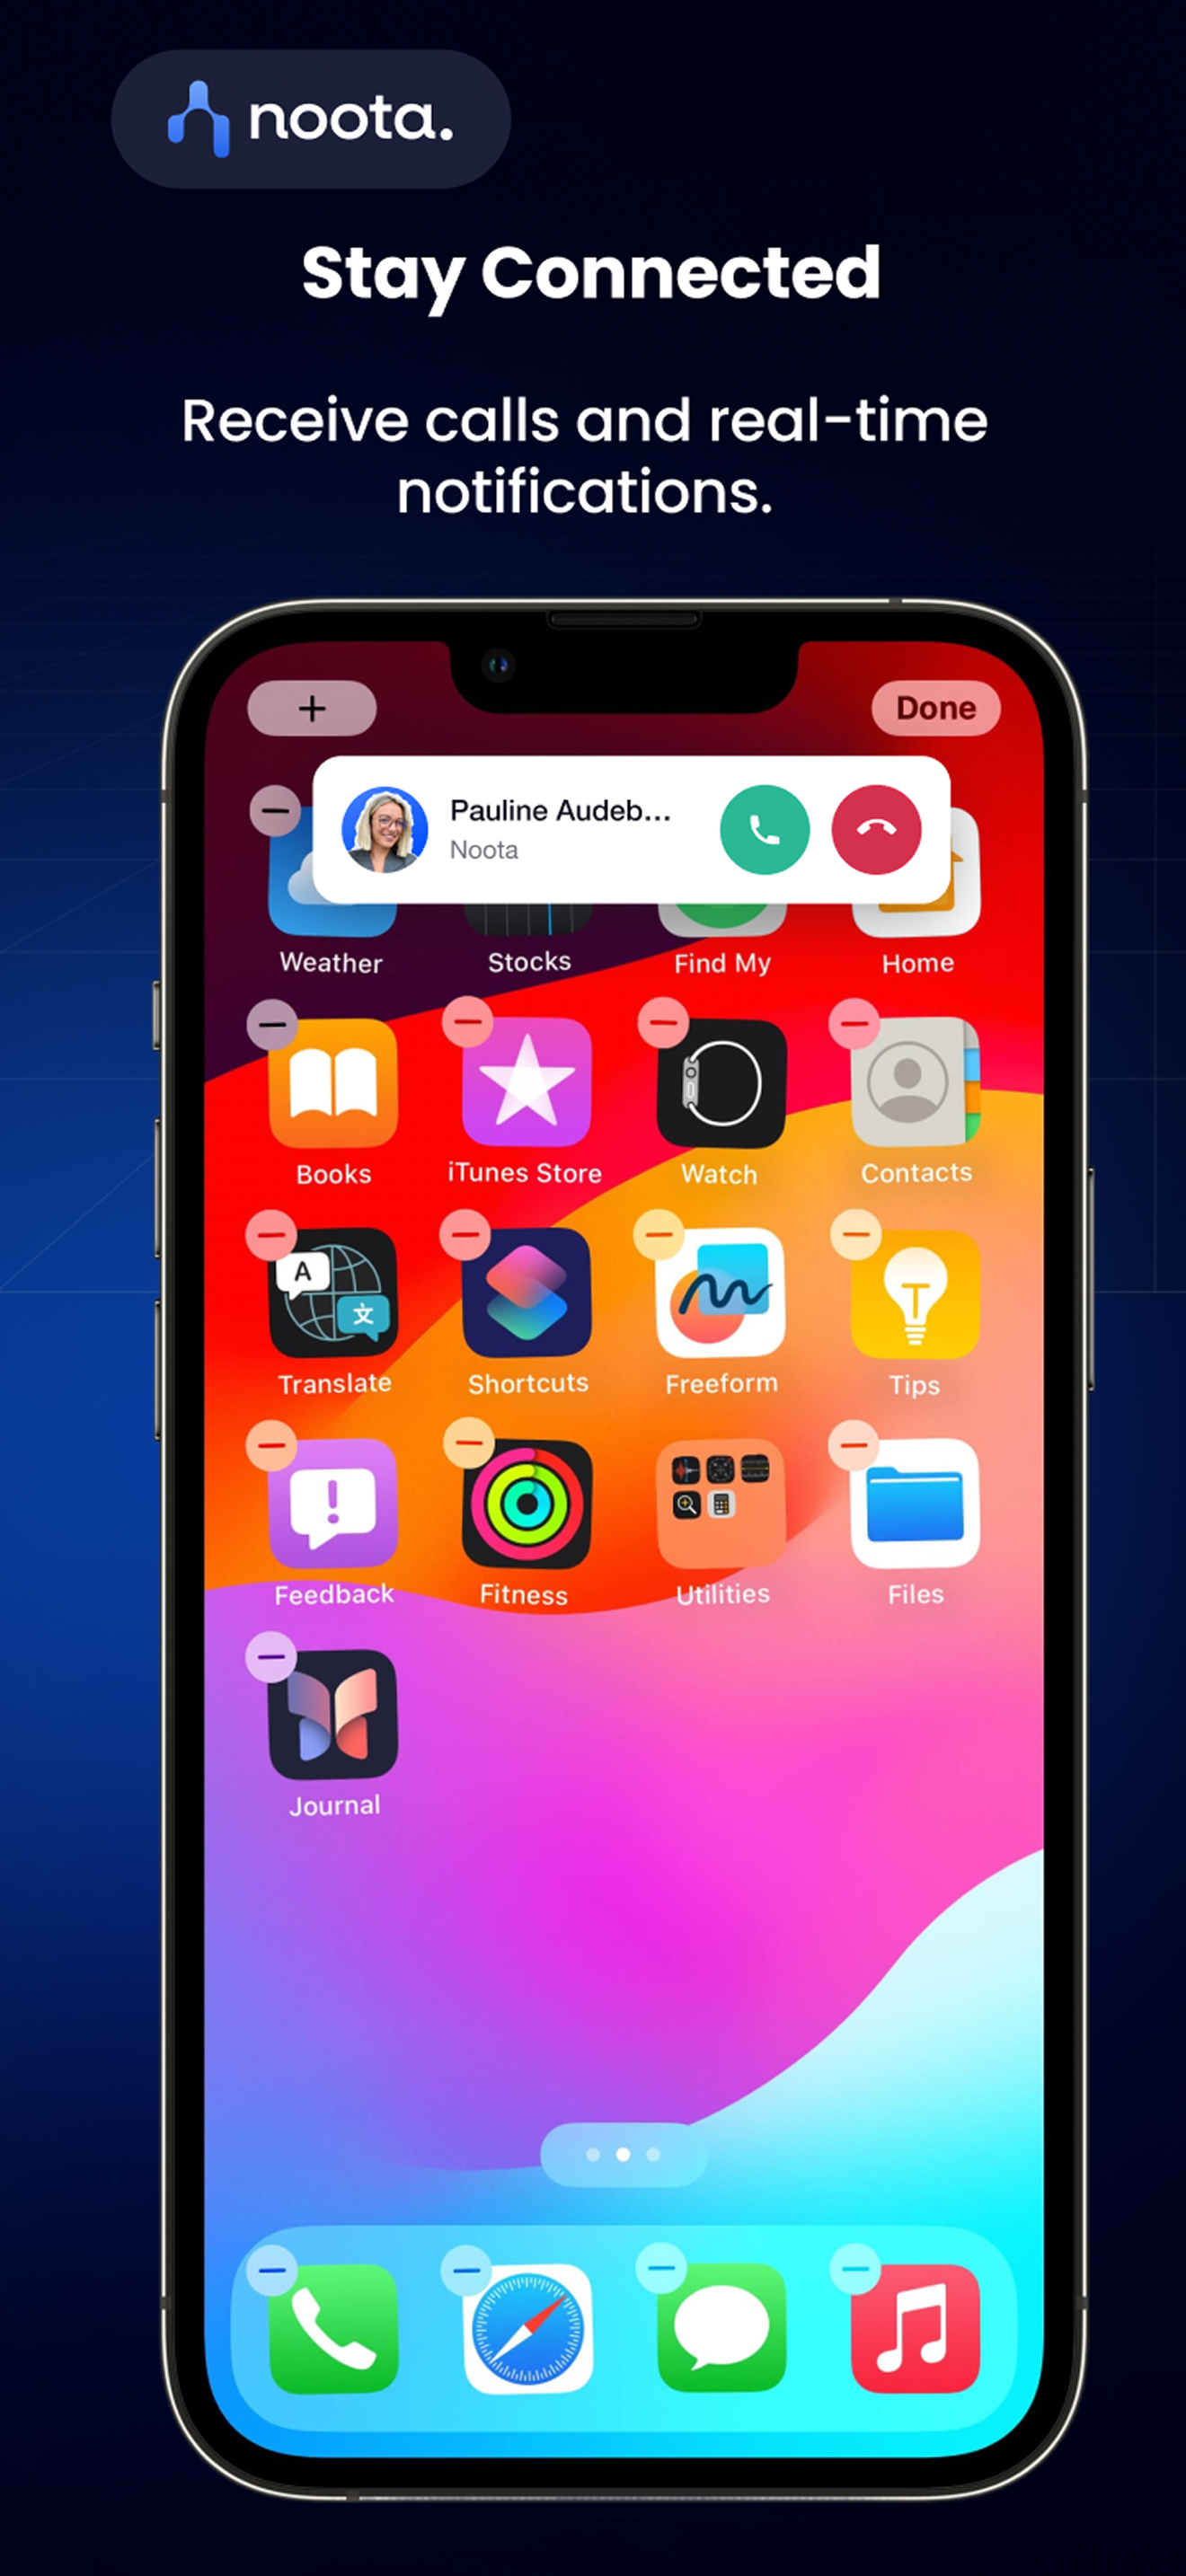 noota.
Stay Connected
Receive calls and real-time
notifications.
+
Done
Pauline Audeb...
Noota
Weather
Stocks
Find My
Home
Books
iTunes Store
Watch
Contacts
A
文
Translate
Shortcuts
Freeform
Tips
Feedback
Fitness
Utilities
Files
Journal